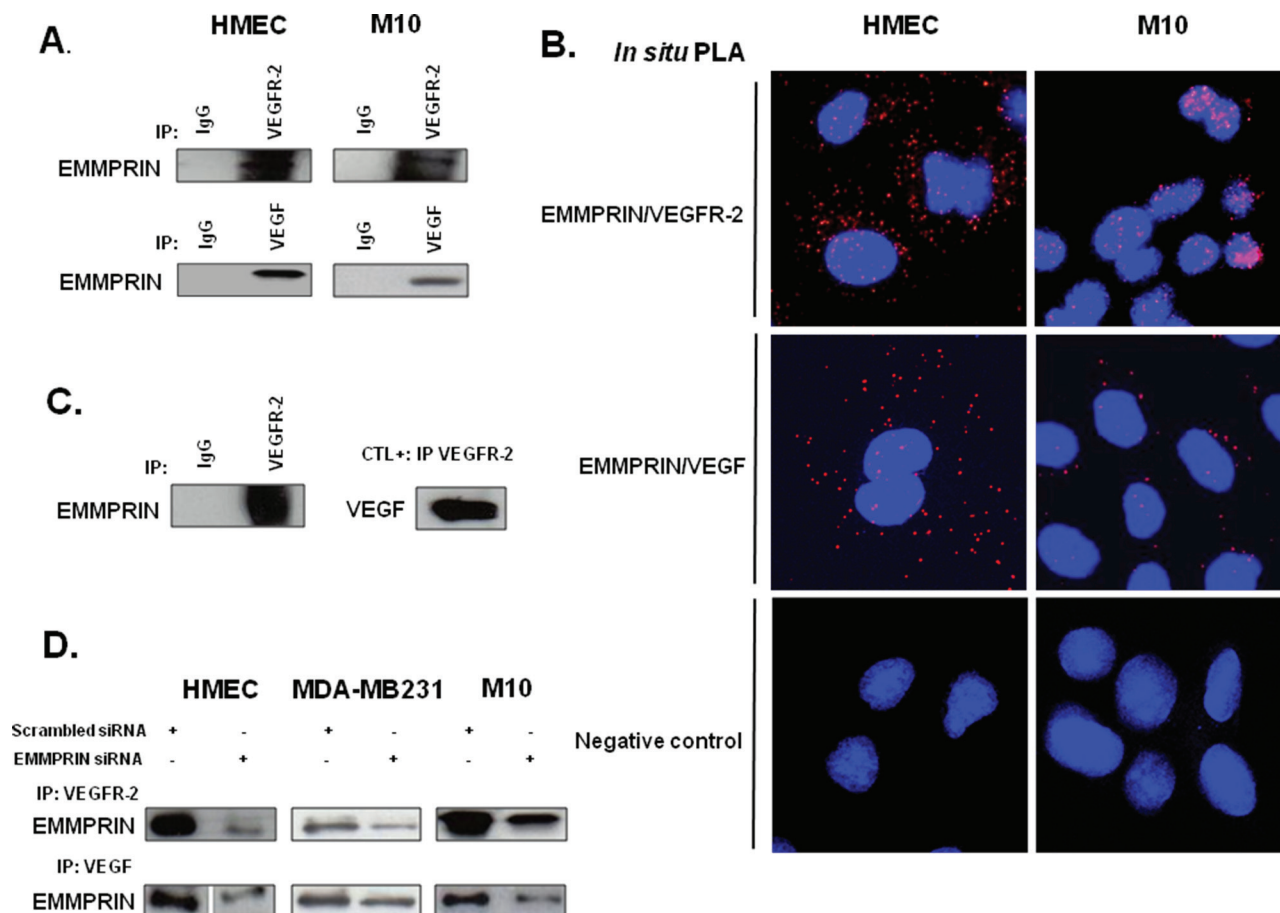 A.
HMEC M10
IP: IgG VEGFR-2 IgG VEGFR-2
EMMPRIN
IP: IgG VEGF IgG VEGF
EMMPRIN
B.
In situ PLA
HMEC M10
EMMPRIN/VEGFR-2
EMMPRIN/VEGF
Negative control
C.
IP: IgG VEGFR-2
EMMPRIN
CTL+: IP VEGFR-2
VEGF
D.
HMEC MDA-MB231 M10
Scrambled siRNA + - + - + -
EMMPRIN siRNA - + - + - +
IP: VEGFR-2
EMMPRIN
IP: VEGF
EMMPRIN